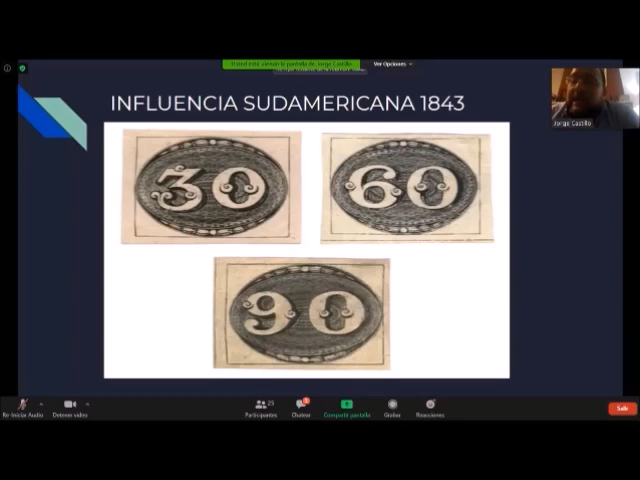 Usted está viendo la pantalla de Jorge Castillo
Ver Opciones
INFLUENCIA SUDAMERICANA 1843
Jorge Castillo
30
60
90
Re-Iniciar Audio
Detener video
Participantes
25
Chatear
Compartir pantalla
Grabar
Reacciones
Salir